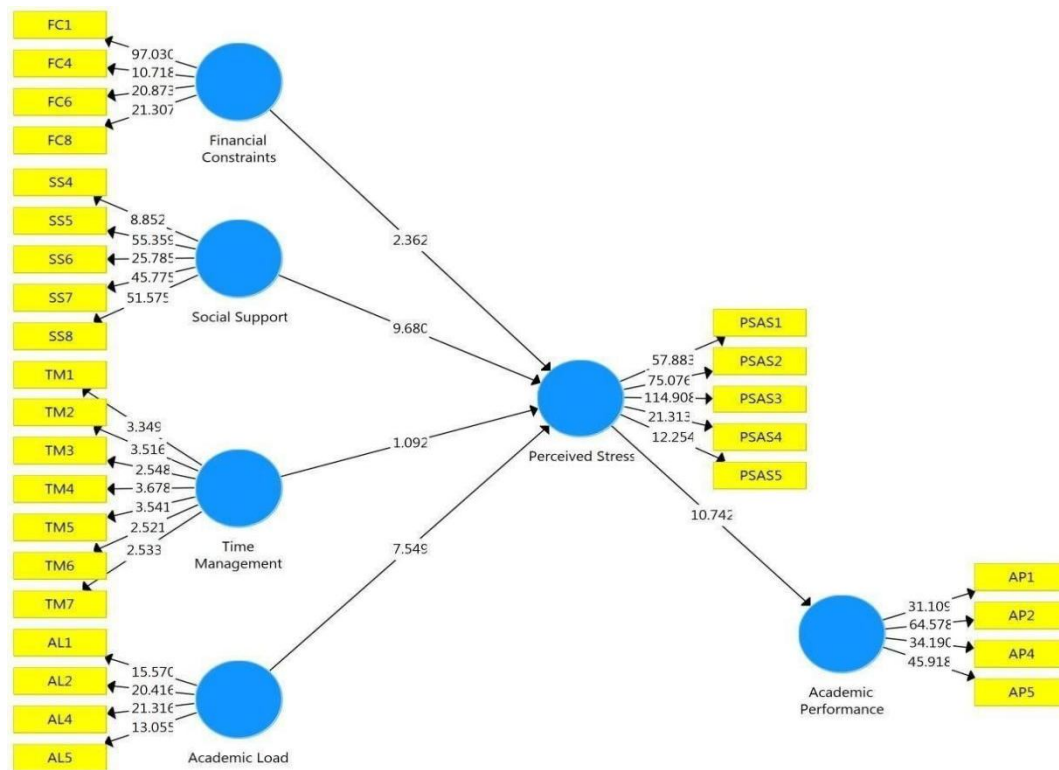 FC1
FC4
FC6
FC8
97.030
10.718
20.873
21.307
Financial
Constraints
SS4
SS5
SS6
SS7
SS8
8.852
55.359
25.785
45.775
51.575
Social Support
TM1
TM2
TM3
TM4
TM5
TM6
TM7
3.349
3.516
2.548
3.678
3.541
2.521
2.533
Time
Management
AL1
AL2
AL4
AL5
15.570
20.416
21.316
13.055
Academic Load
2.362
9.680
1.092
7.549
Perceived Stress
57.883
75.076
114.908
21.313
12.254
PSAS1
PSAS2
PSAS3
PSAS4
PSAS5
10.742
Academic
Performance
31.109
64.578
34.190
45.918
AP1
AP2
AP4
AP5